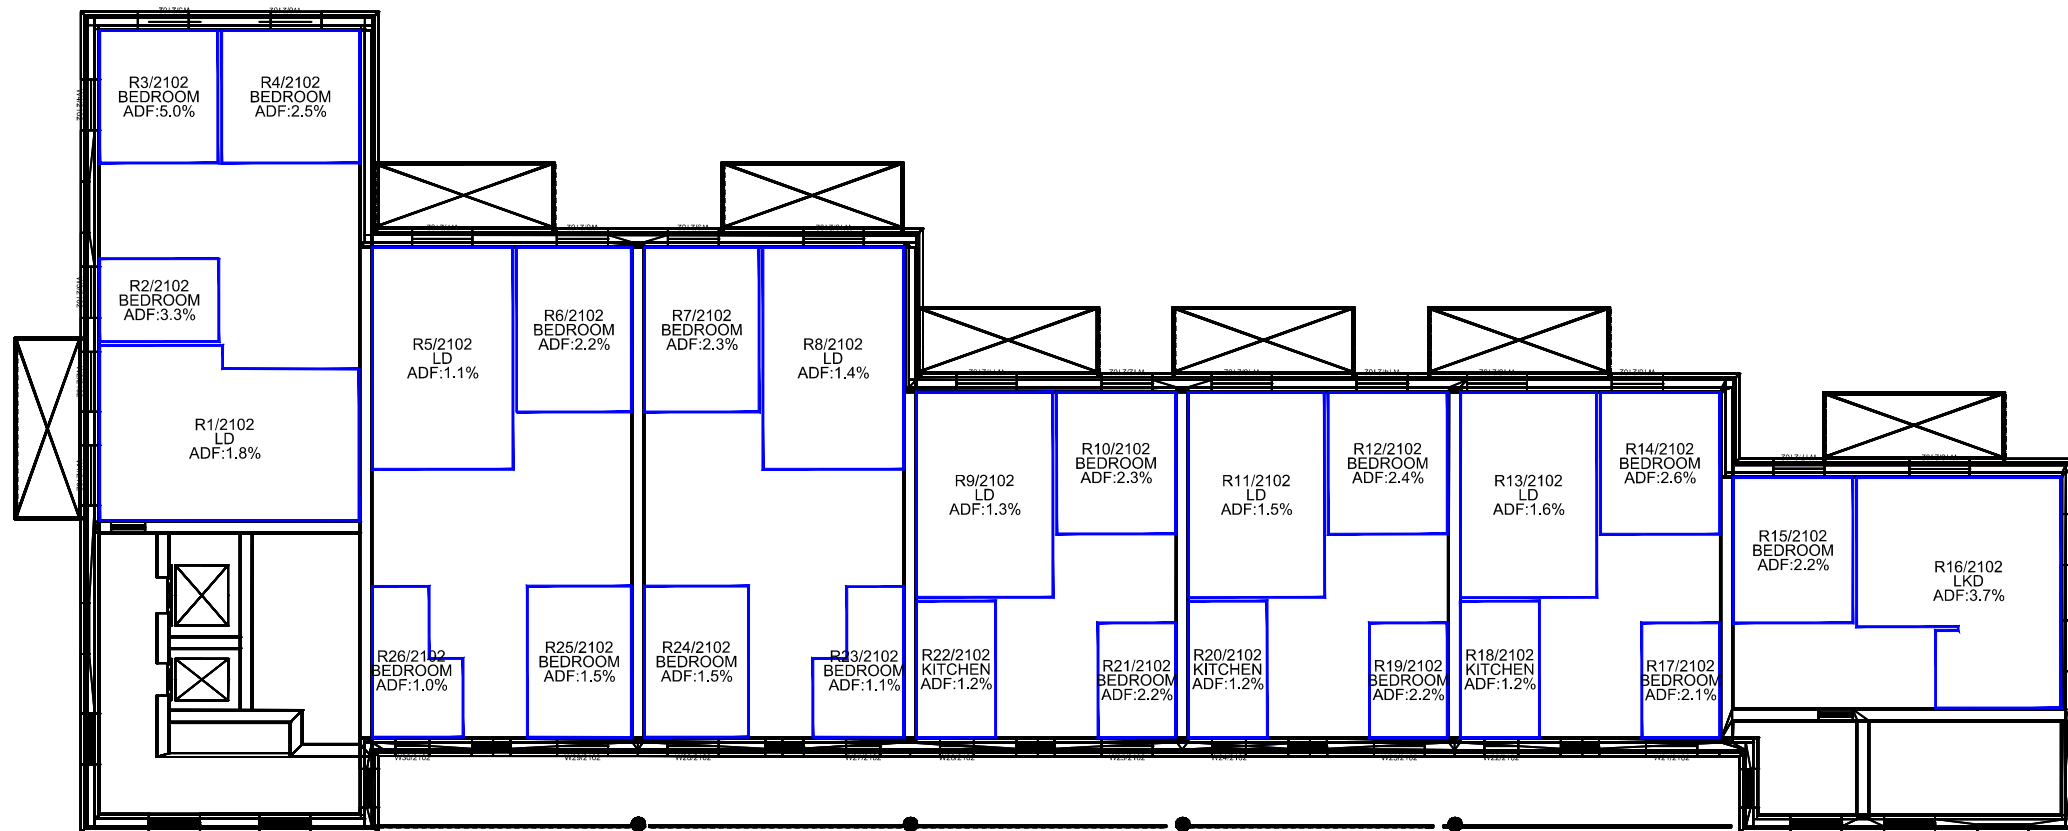 R3/2102
BEDROOM
ADF:5.0%
R4/2102
BEDROOM
ADF:2.5%
R2/2102
BEDROOM
ADF:3.3%
R1/2102
LD
ADF:1.8%
R5/2102
LD
ADF:1.1%
R6/2102
BEDROOM
ADF:2.2%
R7/2102
BEDROOM
ADF:2.3%
R8/2102
LD
ADF:1.4%
R9/2102
LD
ADF:1.3%
R10/2102
BEDROOM
ADF:2.3%
R11/2102
LD
ADF:1.5%
R12/2102
BEDROOM
ADF:2.4%
R13/2102
LD
ADF:1.6%
R14/2102
BEDROOM
ADF:2.6%
R15/2102
BEDROOM
ADF:2.2%
R16/2102
LKD
ADF:3.7%
R26/2102
BEDROOM
ADF:1.0%
R25/2102
BEDROOM
ADF:1.5%
R24/2102
BEDROOM
ADF:1.5%
R23/2102
BEDROOM
ADF:1.1%
R22/2102
KITCHEN
ADF:1.2%
R21/2102
BEDROOM
ADF:2.2%
R20/2102
KITCHEN
ADF:1.2%
R19/2102
BEDROOM
ADF:2.2%
R18/2102
KITCHEN
ADF:1.2%
R17/2102
BEDROOM
ADF:2.1%